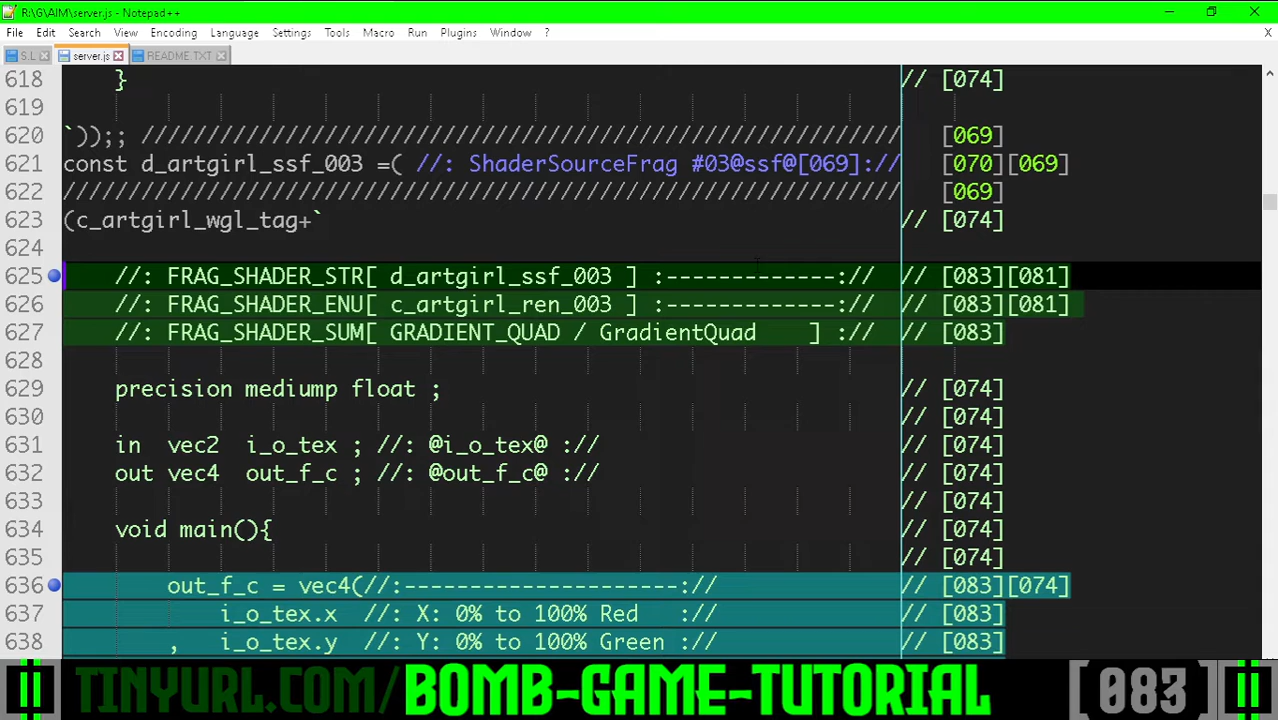 R:\G\AIM\server.js - Notepad++
File Edit Search View Encoding Language Settings Tools Macro Run Plugins Window ? X
S.L server.js README.TXT
618 } // [074]
619
620 `));; ////////////////////////////////////////////////////////// [069]
621 const d_artgirl_ssf_003 =( //: ShaderSourceFrag #03@ssf@[069]:// [070][069]
622 //////////////////////////////////////////////////////////////// [069]
623 (c_artgirl_wgl_tag+` // [074]
624
625 //: FRAG_SHADER_STR[ d_artgirl_ssf_003 ] :-------------:// // [083][081]
626 //: FRAG_SHADER_ENU[ c_artgirl_ren_003 ] :-------------:// // [083][081]
627 //: FRAG_SHADER_SUM[ GRADIENT_QUAD / GradientQuad ] :// // [083]
628
629 precision mediump float ; // [074]
630 // [074]
631 in vec2 i_o_tex ; //: @i_o_tex@ :// // [074]
632 out vec4 out_f_c ; //: @out_f_c@ :// // [074]
633 // [074]
634 void main(){ // [074]
635 // [074]
636 out_f_c = vec4(//:---------------------:// // [083][074]
637 i_o_tex.x //: X: 0% to 100% Red :// // [083]
638 , i_o_tex.y //: Y: 0% to 100% Green :// // [083]
TINYURL.COM/BOMB-GAME-TUTORIAL [083]